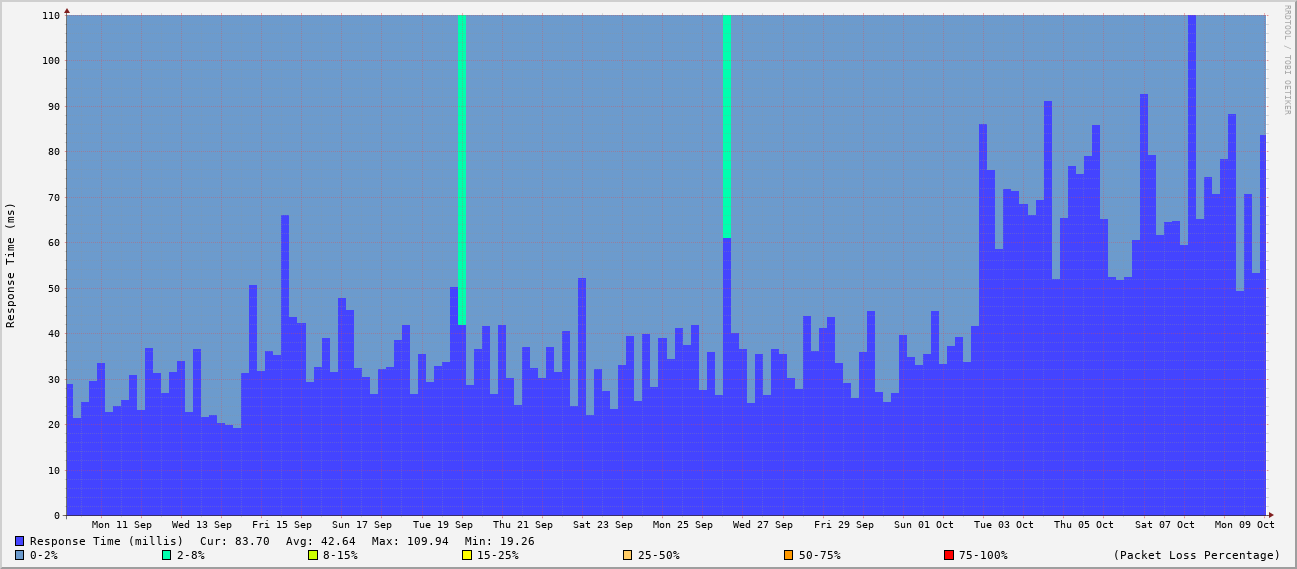 RRDTOOL / TOBI OETIKER
Response Time (ms)
110
100
90
80
70
60
50
40
30
20
10
0
Mon 11 Sep Wed 13 Sep Fri 15 Sep Sun 17 Sep Tue 19 Sep Thu 21 Sep Sat 23 Sep Mon 25 Sep Wed 27 Sep Fri 29 Sep Sun 01 Oct Tue 03 Oct Thu 05 Oct Sat 07 Oct Mon 09 Oct
Response Time (millis) Cur: 83.70 Avg: 42.64 Max: 109.94 Min: 19.26
0-2% 2-8% 8-15% 15-25% 25-50% 50-75% 75-100% (Packet Loss Percentage)